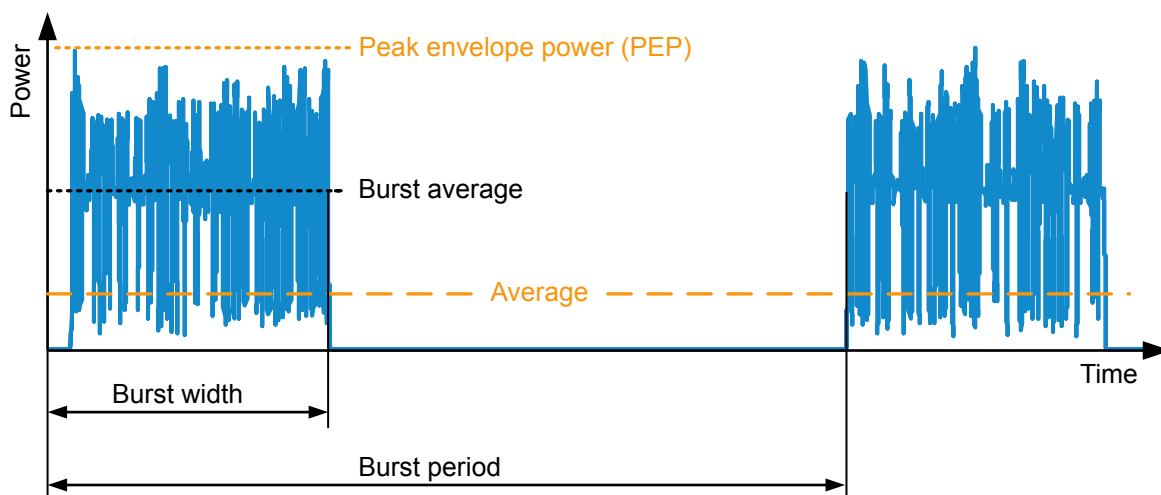 Peak envelope power (PEP)
Power
Burst average
Average
Time
Burst width
Burst period